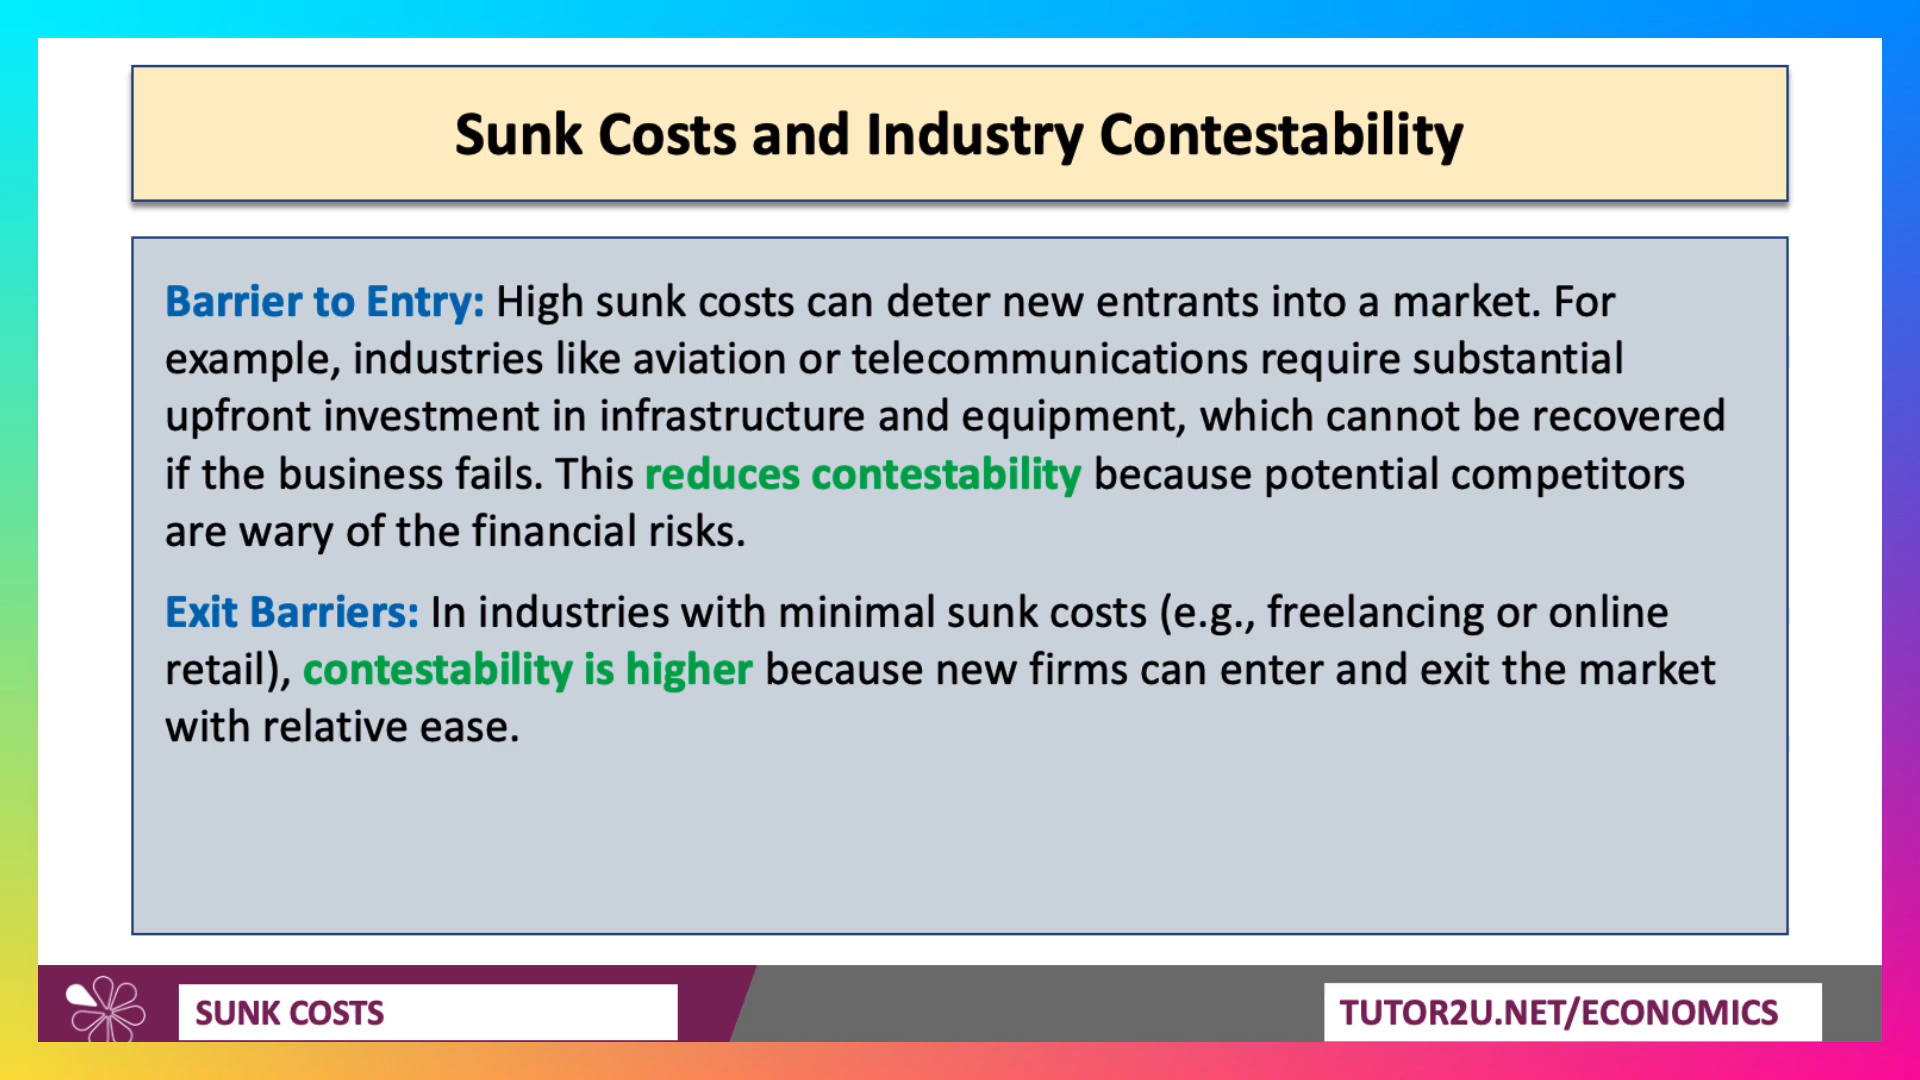 Sunk Costs and Industry Contestability
Barrier to Entry: High sunk costs can deter new entrants into a market. For
example, industries like aviation or telecommunications require substantial
upfront investment in infrastructure and equipment, which cannot be recovered
if the business fails. This reduces contestability because potential competitors
are wary of the financial risks.
Exit Barriers: In industries with minimal sunk costs (e.g., freelancing or online
retail), contestability is higher because new firms can enter and exit the market
with relative ease.
SUNK COSTS
TUTOR2U.NET/ECONOMICS